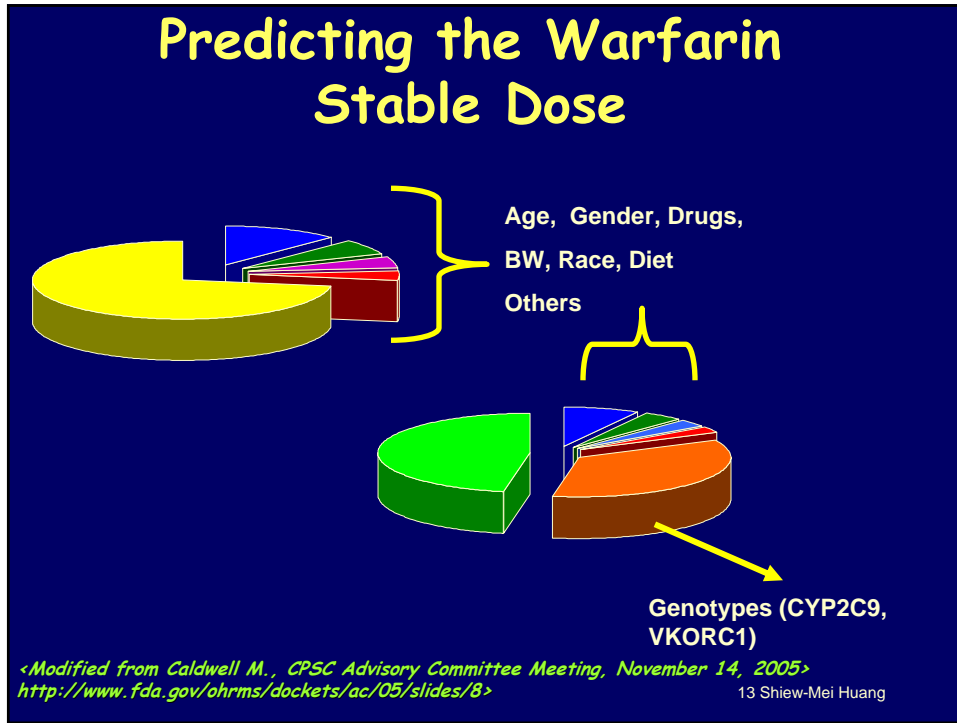 Predicting the Warfarin
Stable Dose
Age, Gender, Drugs,
BW, Race, Diet
Others
Genotypes (CYP2C9,
VKORC1)
<Modified from Caldwell M., CPSC Advisory Committee Meeting, November 14, 2005>
http://www.fda.gov/ohrms/dockets/ac/05/slides/8>
13 Shiew-Mei Huang